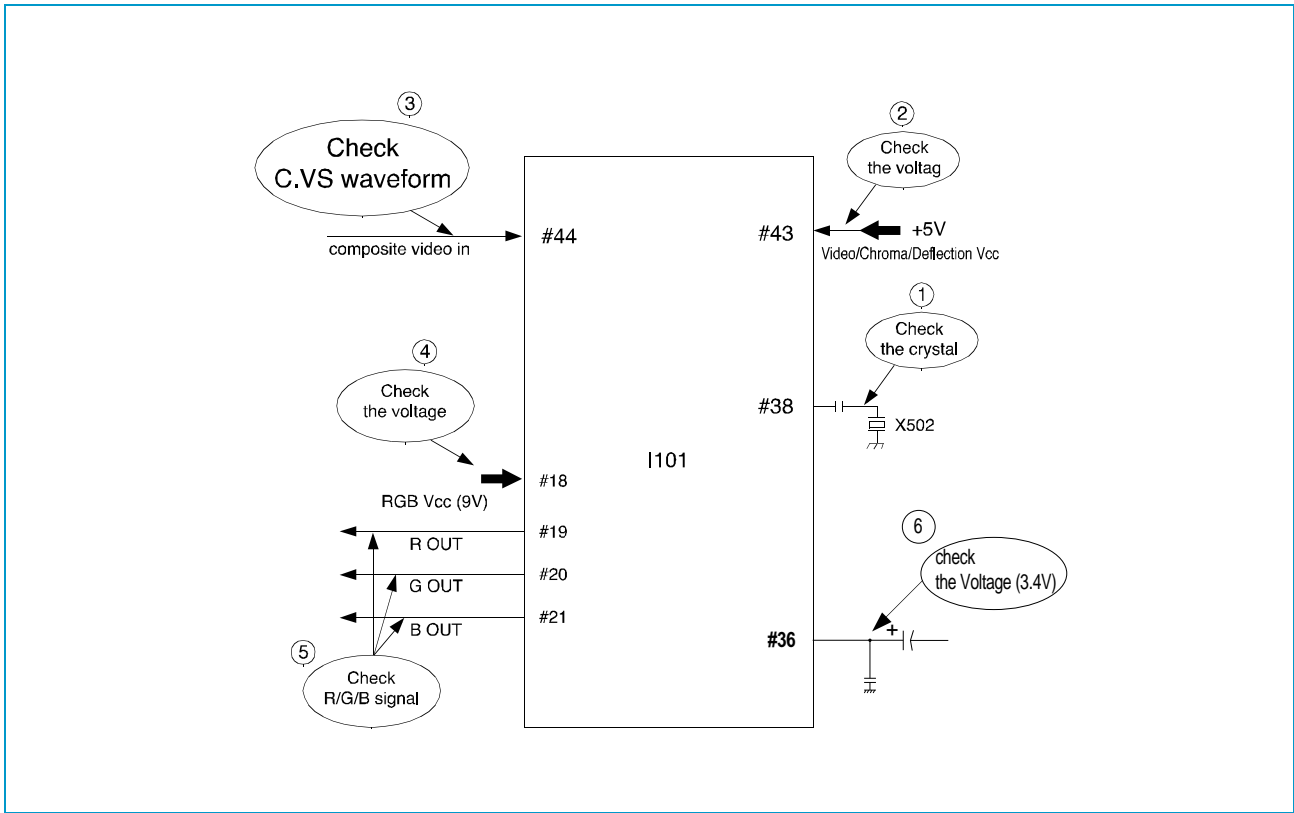 3
Check
C.VS waveform
2
Check
the voltag
#44
#43
+5V
composite video in
Video/Chroma/Deflection Vcc
1
Check
the crystal
4
Check
the voltage
#38
X502
I101
#18
RGB Vcc (9V)
#19
R OUT
6
check
the Voltage (3.4V)
#20
G OUT
#21
B OUT
#36
+
5
Check
R/G/B signal